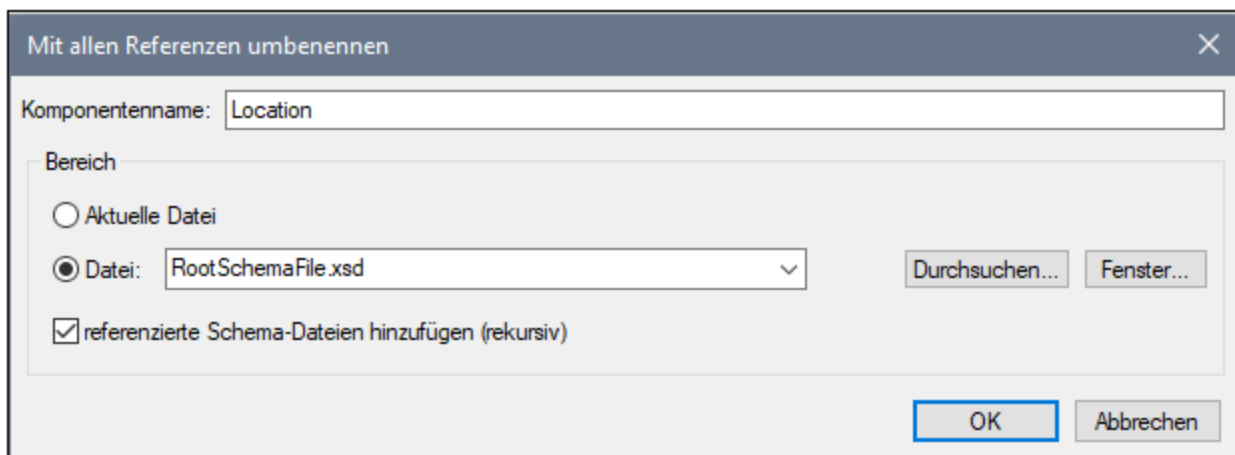 Mit allen Referenzen umbenennen
Komponentenname: Location
Bereich
Aktuelle Datei
Datei: RootSchemaFile.xsd Durchsuchen... Fenster...
referenzierte Schema-Dateien hinzufügen (rekursiv)
OK Abbrechen